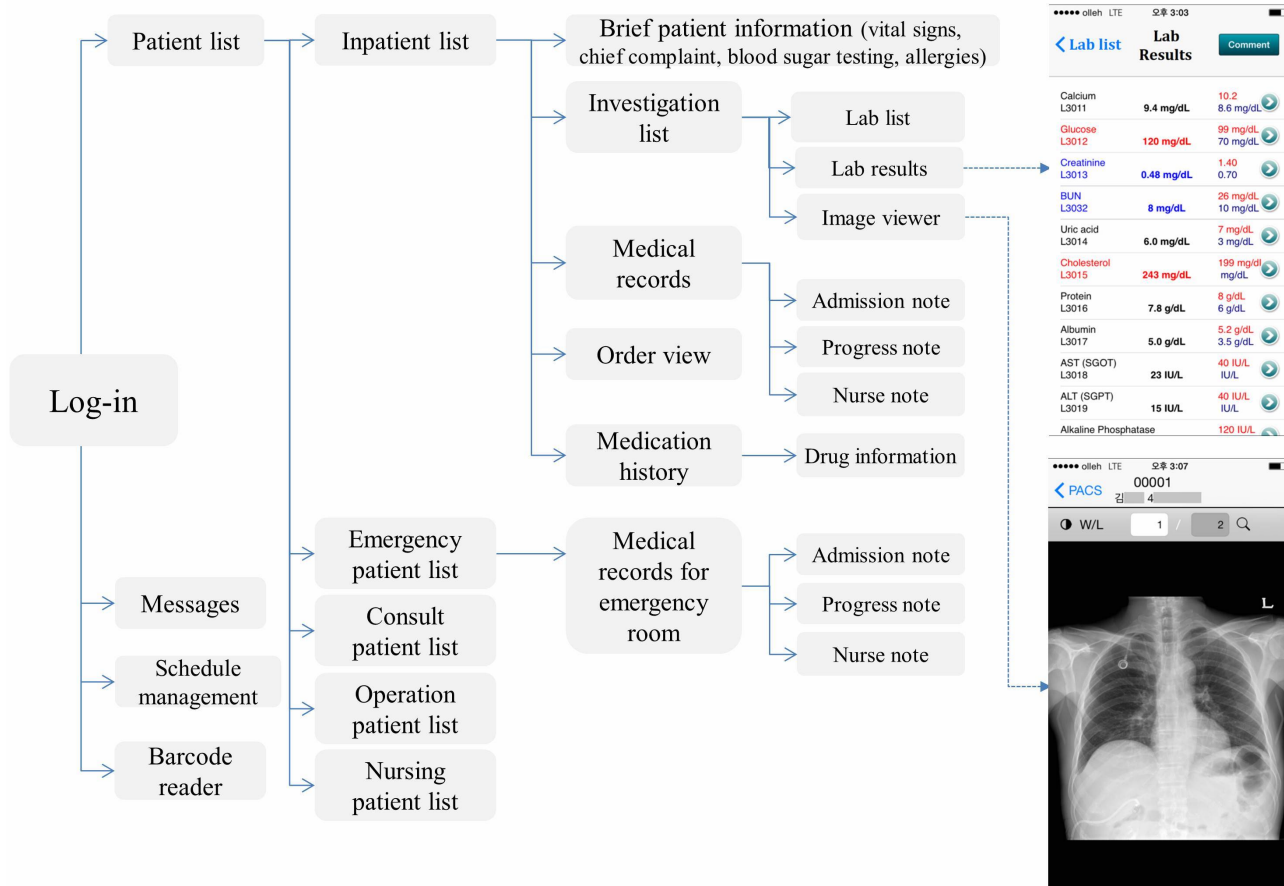 Log-in
Patient list
Messages
Schedule
management
Barcode
reader
Inpatient list
Emergency
patient list
Consult
patient list
Operation
patient list
Nursing
patient list
Brief patient information (vital signs,
chief complaint, blood sugar testing, allergies)
Investigation
list
Medical
records
Order view
Medication
history
Medical
records for
emergency
room
Lab list
Lab results
Image viewer
Admission note
Progress note
Nurse note
Drug information
Admission note
Progress note
Nurse note
olleh LTE 오후 3:03
Lab list Lab Results Comment
Calcium 10.2
L3011 9.4 mg/dL 8.6 mg/dL
Glucose 99 mg/dL
L3012 120 mg/dL 70 mg/dL
Creatinine 1.40
L3013 0.48 mg/dL 0.70
BUN 26 mg/dL
L3032 8 mg/dL 10 mg/dL
Uric acid 7 mg/dL
L3014 6.0 mg/dL 3 mg/dL
Cholesterol 199 mg/dl
L3015 243 mg/dL mg/dL
Protein 8 g/dL
L3016 7.8 g/dL 6 g/dL
Albumin 5.2 g/dL
L3017 5.0 g/dL 3.5 g/dL
AST (SGOT) 40 IU/L
L3018 23 IU/L IU/L
ALT (SGPT) 40 IU/L
L3019 15 IU/L IU/L
Alkaline Phosphatase 120 IU/L
olleh LTE 오후 3:07
PACS 00001
김 4
W/L 1 / 2
L